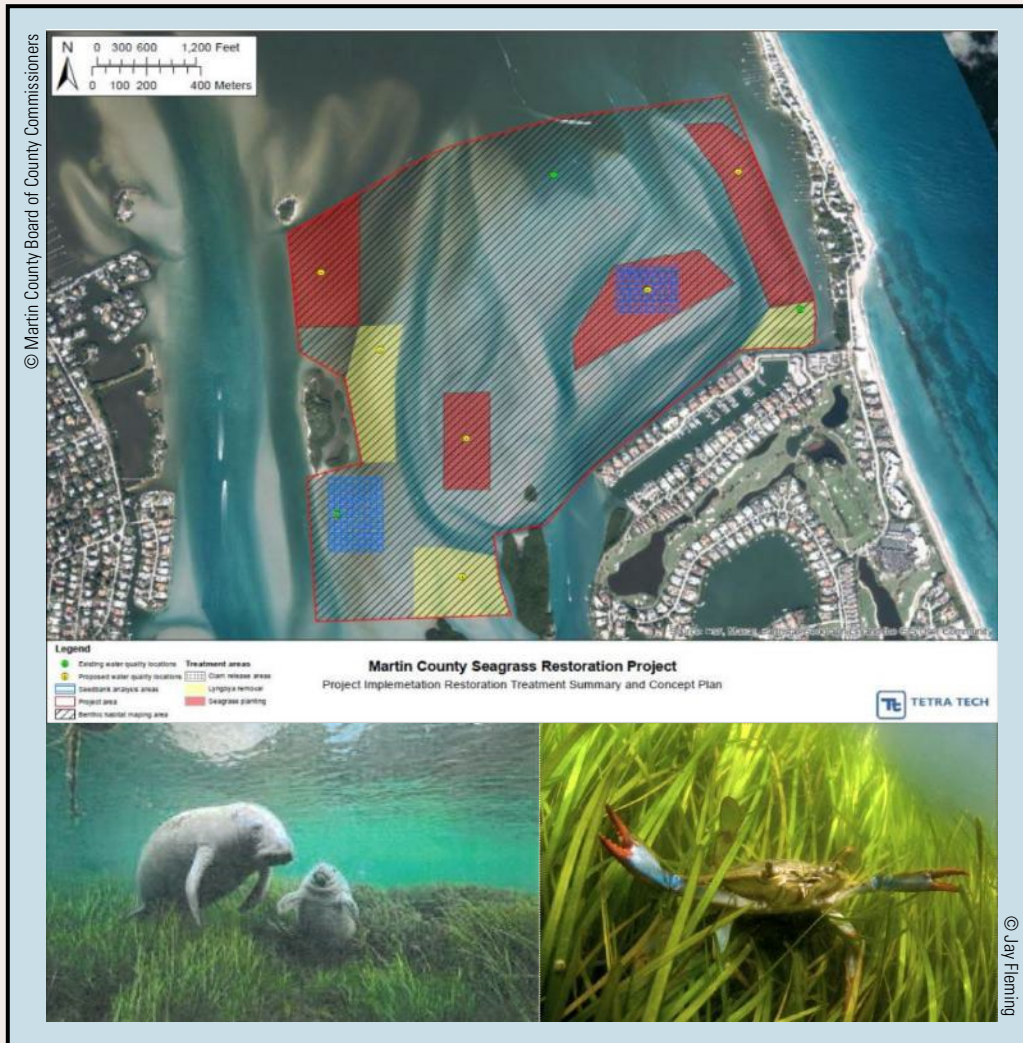 © Martin County Board of County Commissioners
N
0 300 600 1,200 Feet
0 100 200 400 Meters
Legend
Existing water quality locations
Proposed water quality locations
Seedbank analysis areas
Project area
Benthic habitat maping area
Treatment areas
Clam release areas
Lyngbya removal
Seagrass planting
Martin County Seagrass Restoration Project
Project Implemetation Restoration Treatment Summary and Concept Plan
Tt TETRA TECH
© Jay Fleming